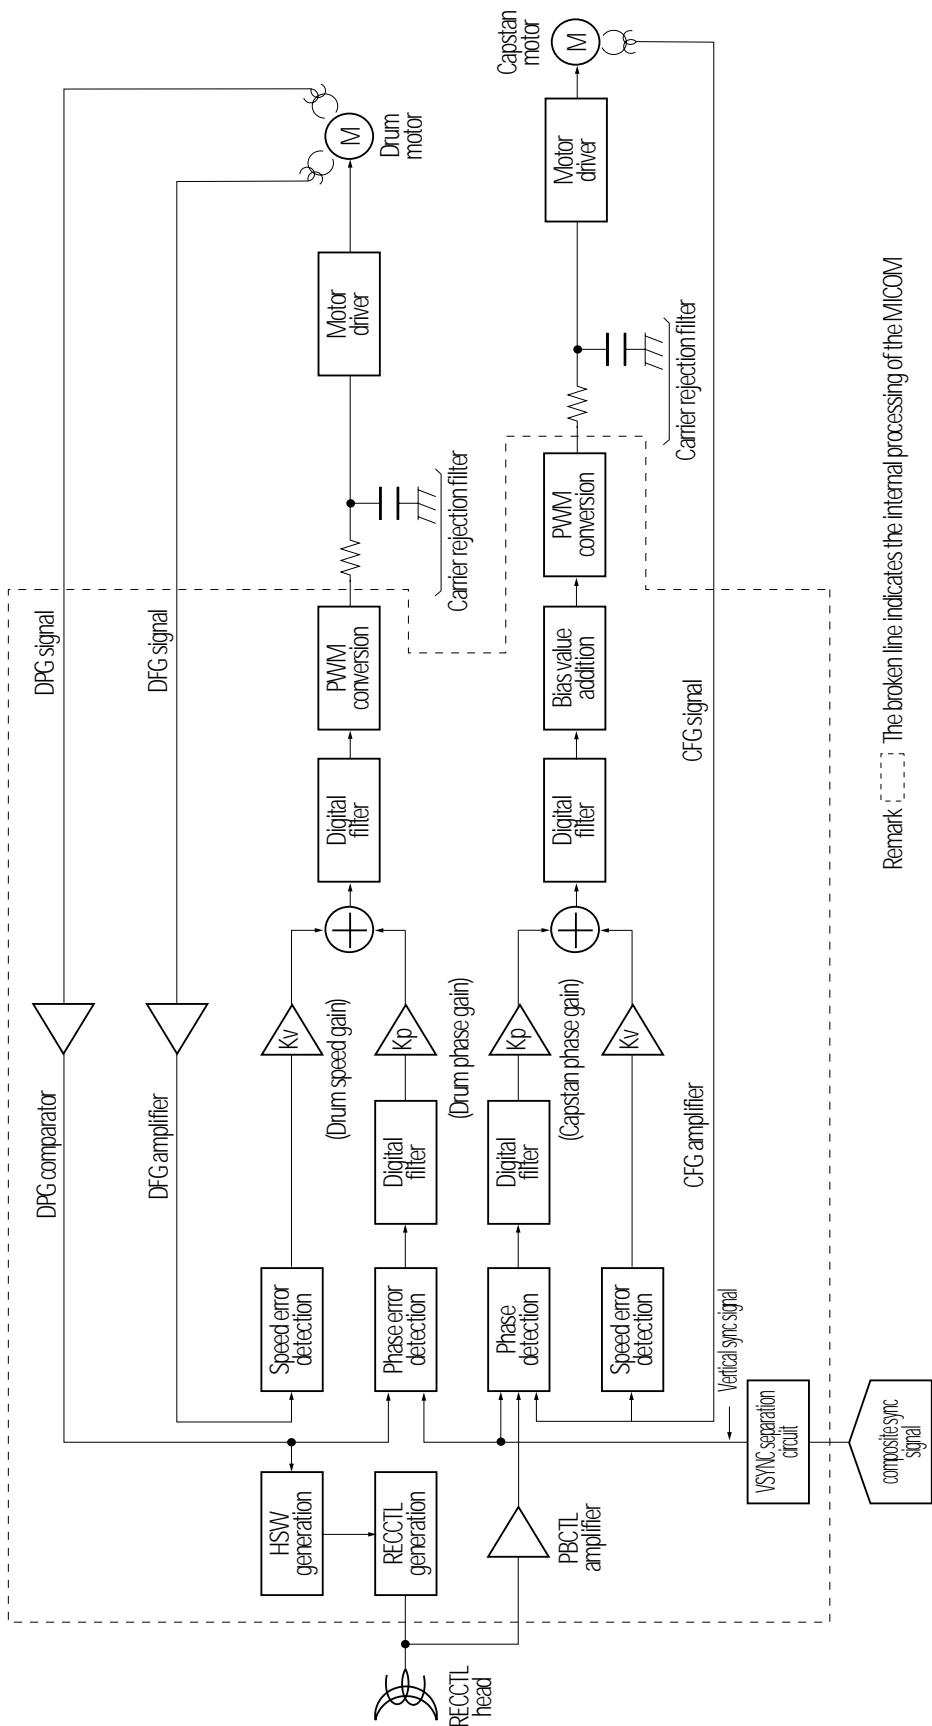 RECCTL
head
HSW
generation
RECCTL
generation
PBCTL
amplifier
DPG comparator
DPG signal
DFG amplifier
DFG signal
Speed error
detection
Kv
(Drum speed gain)
Phase error
detection
Digital
filter
Kp
(Drum phase gain)
Digital
filter
PWM
conversion
Carrier rejection filter
Motor
driver
M
Drum
motor
Phase
detection
Digital
filter
Kp
(Capstan phase gain)
Speed error
detection
Kv
Digital
filter
Bias value
addition
PWM
conversion
Carrier rejection filter
Motor
driver
M
Capstan
motor
CFG amplifier
CFG signal
Vertical sync signal
VSYNC separation
circuit
composite sync
signal
Remark The broken line indicates the internal processing of the MICOM